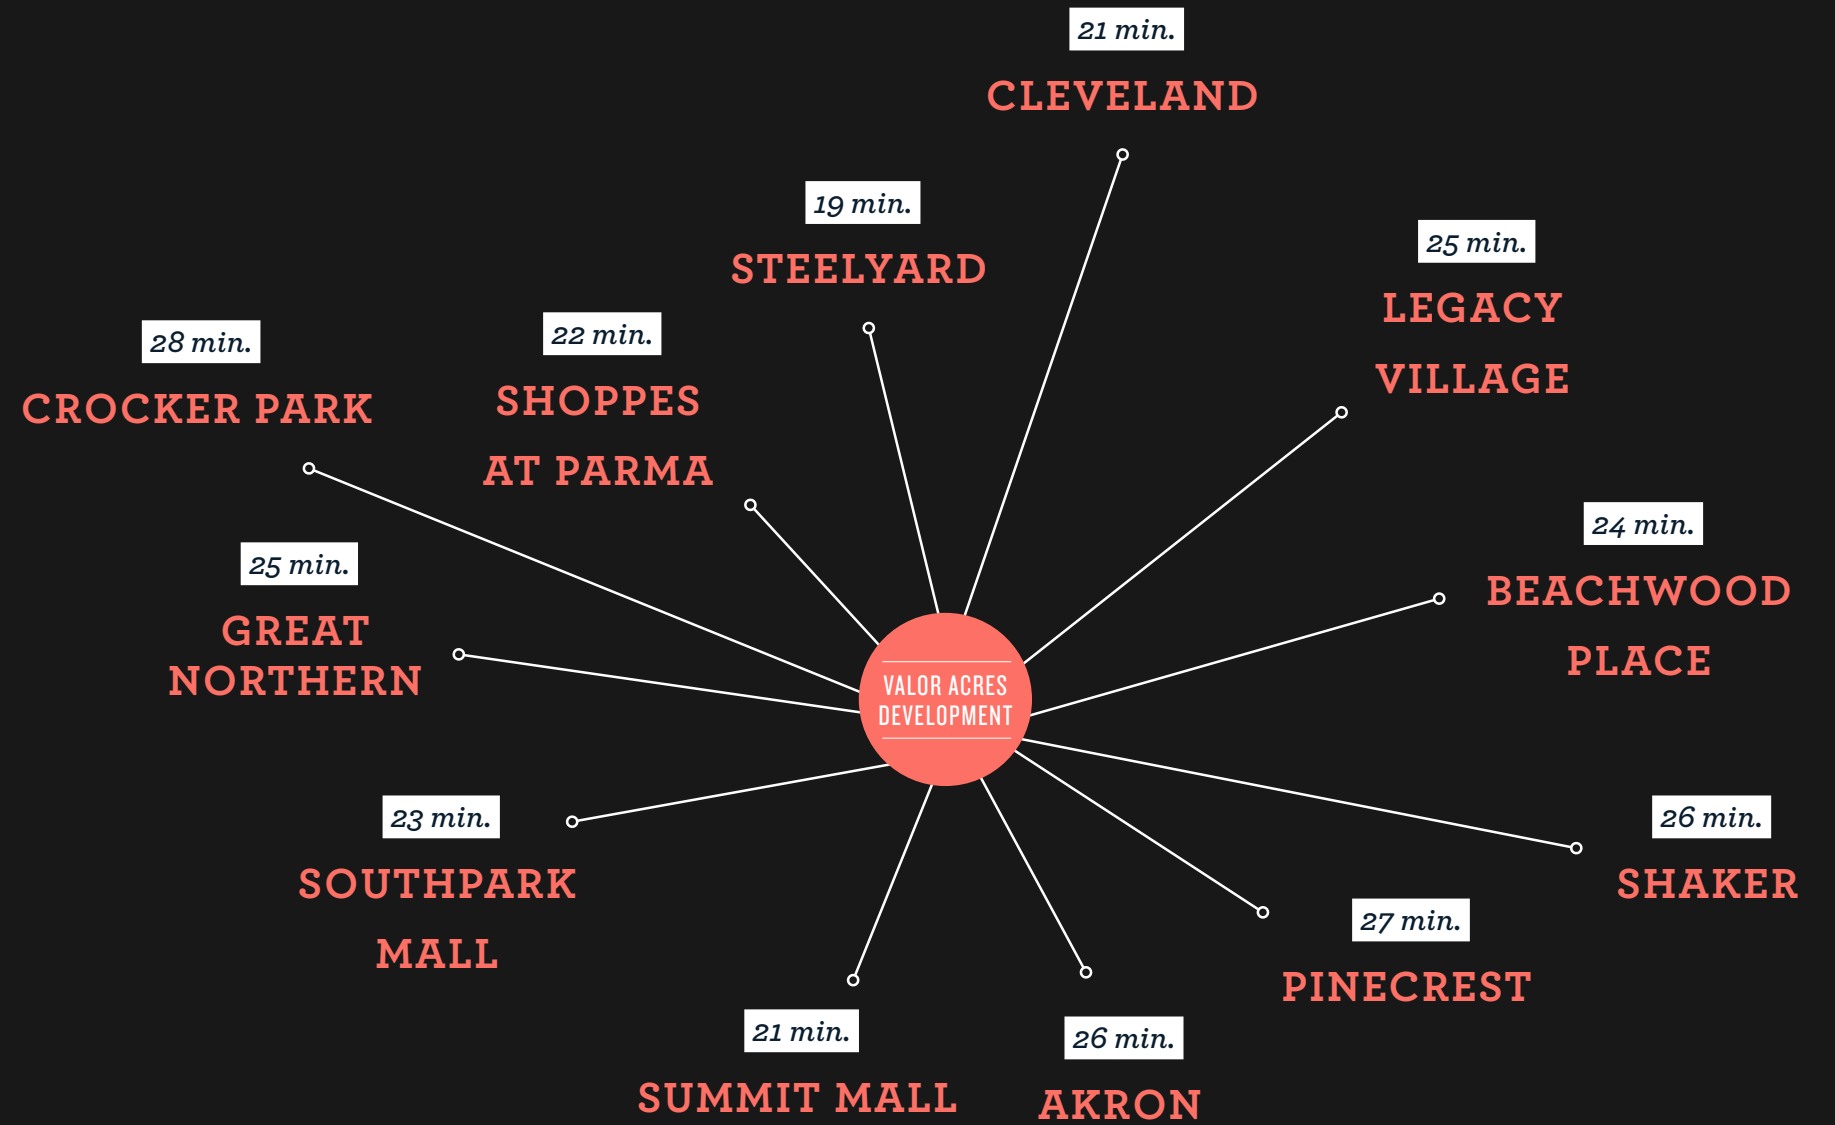 21 min.
CLEVELAND
19 min.
STEELYARD
25 min.
LEGACY
VILLAGE
28 min.
CROCKER PARK
22 min.
SHOPPES
AT PARMA
24 min.
BEACHWOOD
PLACE
25 min.
GREAT
NORTHERN
VALOR ACRES
DEVELOPMENT
23 min.
SOUTHPARK
MALL
26 min.
SHAKER
27 min.
PINECREST
21 min.
SUMMIT MALL
26 min.
AKRON